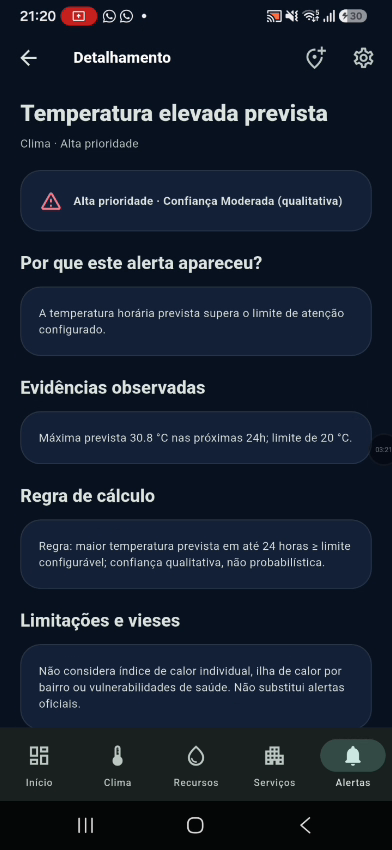 21:20
30
Detalhamento
Temperatura elevada prevista
Clima · Alta prioridade
Alta prioridade · Confiança Moderada (qualitativa)
Por que este alerta apareceu?
A temperatura horária prevista supera o limite de atenção
configurado.
Evidências observadas
Máxima prevista 30.8 °C nas próximas 24h; limite de 20 °C.
03:21
Regra de cálculo
Regra: maior temperatura prevista em até 24 horas ≥ limite
configurável; confiança qualitativa, não probabilística.
Limitações e vieses
Não considera índice de calor individual, ilha de calor por
bairro ou vulnerabilidades de saúde. Não substitui alertas
oficiais.
Início
Clima
Recursos
Serviços
Alertas